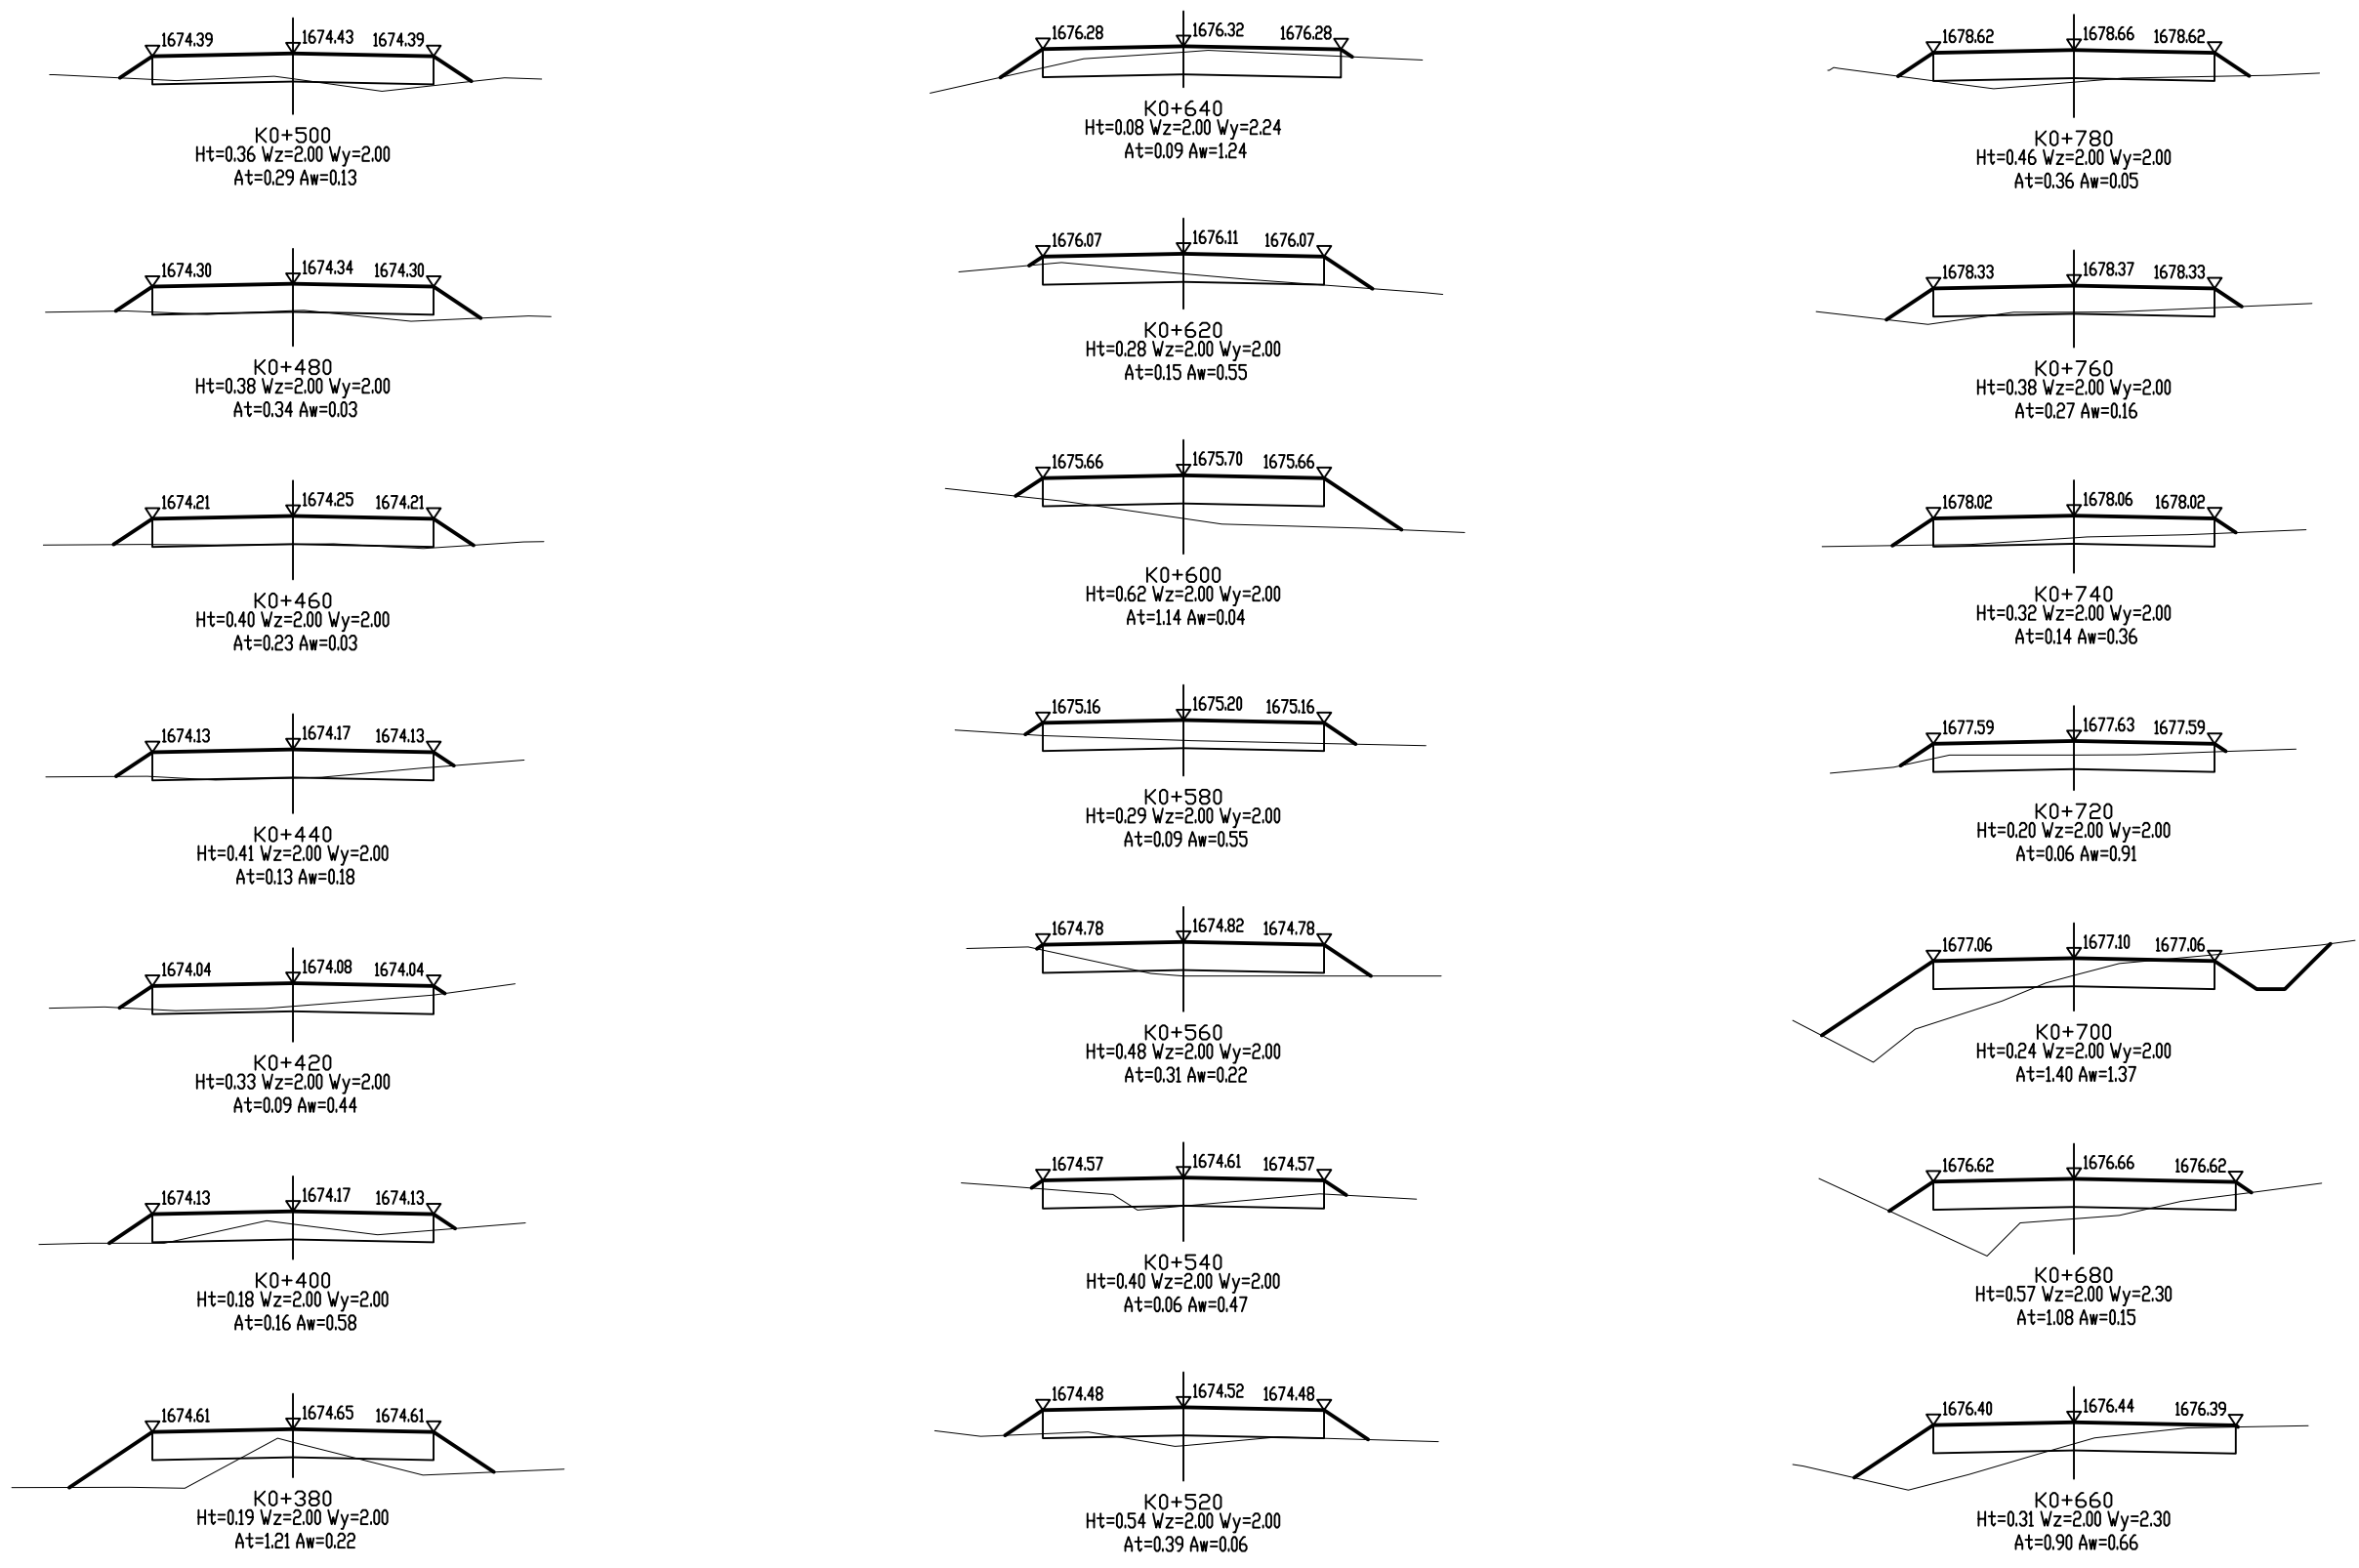 1674.39 1674.43 1674.39
K0+500
Ht=0.36 Wz=2.00 Wy=2.00
At=0.29 Aw=0.13
1674.30 1674.34 1674.30
K0+480
Ht=0.38 Wz=2.00 Wy=2.00
At=0.34 Aw=0.03
1674.21 1674.25 1674.21
K0+460
Ht=0.40 Wz=2.00 Wy=2.00
At=0.23 Aw=0.03
1674.13 1674.17 1674.13
K0+440
Ht=0.41 Wz=2.00 Wy=2.00
At=0.13 Aw=0.18
1674.04 1674.08 1674.04
K0+420
Ht=0.33 Wz=2.00 Wy=2.00
At=0.09 Aw=0.44
1674.13 1674.17 1674.13
K0+400
Ht=0.18 Wz=2.00 Wy=2.00
At=0.16 Aw=0.58
1674.61 1674.65 1674.61
K0+380
Ht=0.19 Wz=2.00 Wy=2.00
At=1.21 Aw=0.22
1676.28 1676.32 1676.28
K0+640
Ht=0.08 Wz=2.00 Wy=2.24
At=0.09 Aw=1.24
1676.07 1676.11 1676.07
K0+620
Ht=0.28 Wz=2.00 Wy=2.00
At=0.15 Aw=0.55
1675.66 1675.70 1675.66
K0+600
Ht=0.62 Wz=2.00 Wy=2.00
At=1.14 Aw=0.04
1675.16 1675.20 1675.16
K0+580
Ht=0.29 Wz=2.00 Wy=2.00
At=0.09 Aw=0.55
1674.78 1674.82 1674.78
K0+560
Ht=0.48 Wz=2.00 Wy=2.00
At=0.31 Aw=0.22
1674.57 1674.61 1674.57
K0+540
Ht=0.40 Wz=2.00 Wy=2.00
At=0.06 Aw=0.47
1674.48 1674.52 1674.48
K0+520
Ht=0.54 Wz=2.00 Wy=2.00
At=0.39 Aw=0.06
1678.62 1678.66 1678.62
K0+780
Ht=0.46 Wz=2.00 Wy=2.00
At=0.36 Aw=0.05
1678.33 1678.37 1678.33
K0+760
Ht=0.38 Wz=2.00 Wy=2.00
At=0.27 Aw=0.16
1678.02 1678.06 1678.02
K0+740
Ht=0.32 Wz=2.00 Wy=2.00
At=0.14 Aw=0.36
1677.59 1677.63 1677.59
K0+720
Ht=0.20 Wz=2.00 Wy=2.00
At=0.06 Aw=0.91
1677.06 1677.10 1677.06
K0+700
Ht=0.24 Wz=2.00 Wy=2.00
At=1.40 Aw=1.37
1676.62 1676.66 1676.62
K0+680
Ht=0.57 Wz=2.00 Wy=2.30
At=1.08 Aw=0.15
1676.40 1676.44 1676.39
K0+660
Ht=0.31 Wz=2.00 Wy=2.30
At=0.90 Aw=0.66